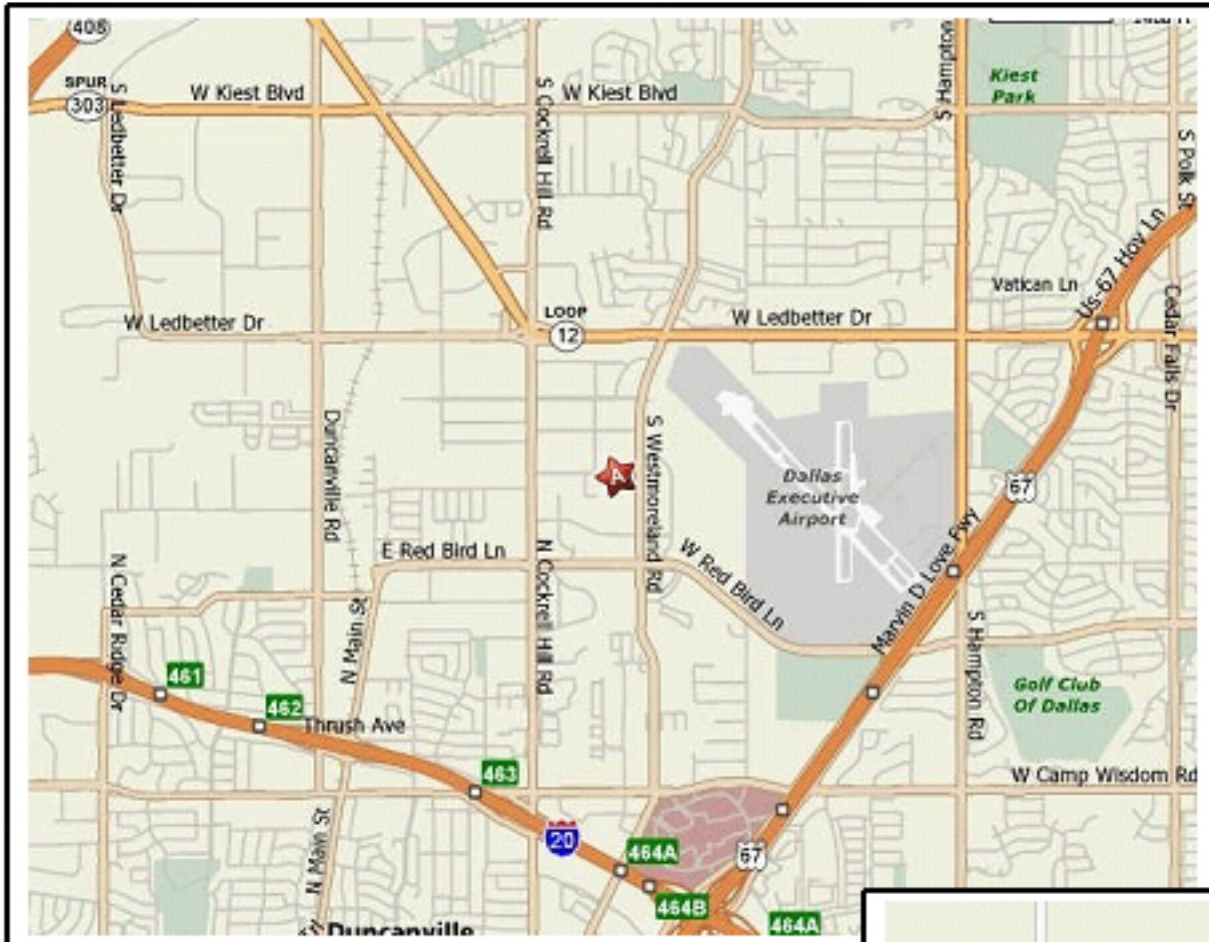 408
SPUR
303
W Kiest Blvd
W Kiest Blvd
S Ledbetter Dr
S Cockrell Hill Rd
S Hampton
Kiest
Park
S Polk St
W Ledbetter Dr
LOOP
12
W Ledbetter Dr
Vatican Ln
Us-67 Hov Ln
Cedar Falls Dr
Duncanville Rd
A
S Westmoreland Rd
Dallas
Executive
Airport
67
E Red Bird Ln
W Red Bird Ln
N Cockrell Hill Rd
Marvin D Love Fwy
N Cedar Ridge Dr
N Main St
S Hampton Rd
461
462
Thrush Ave
Golf Club
Of Dallas
463
W Camp Wisdom Rd
N Main St
20
464A
67
464B
464A
Duncanville